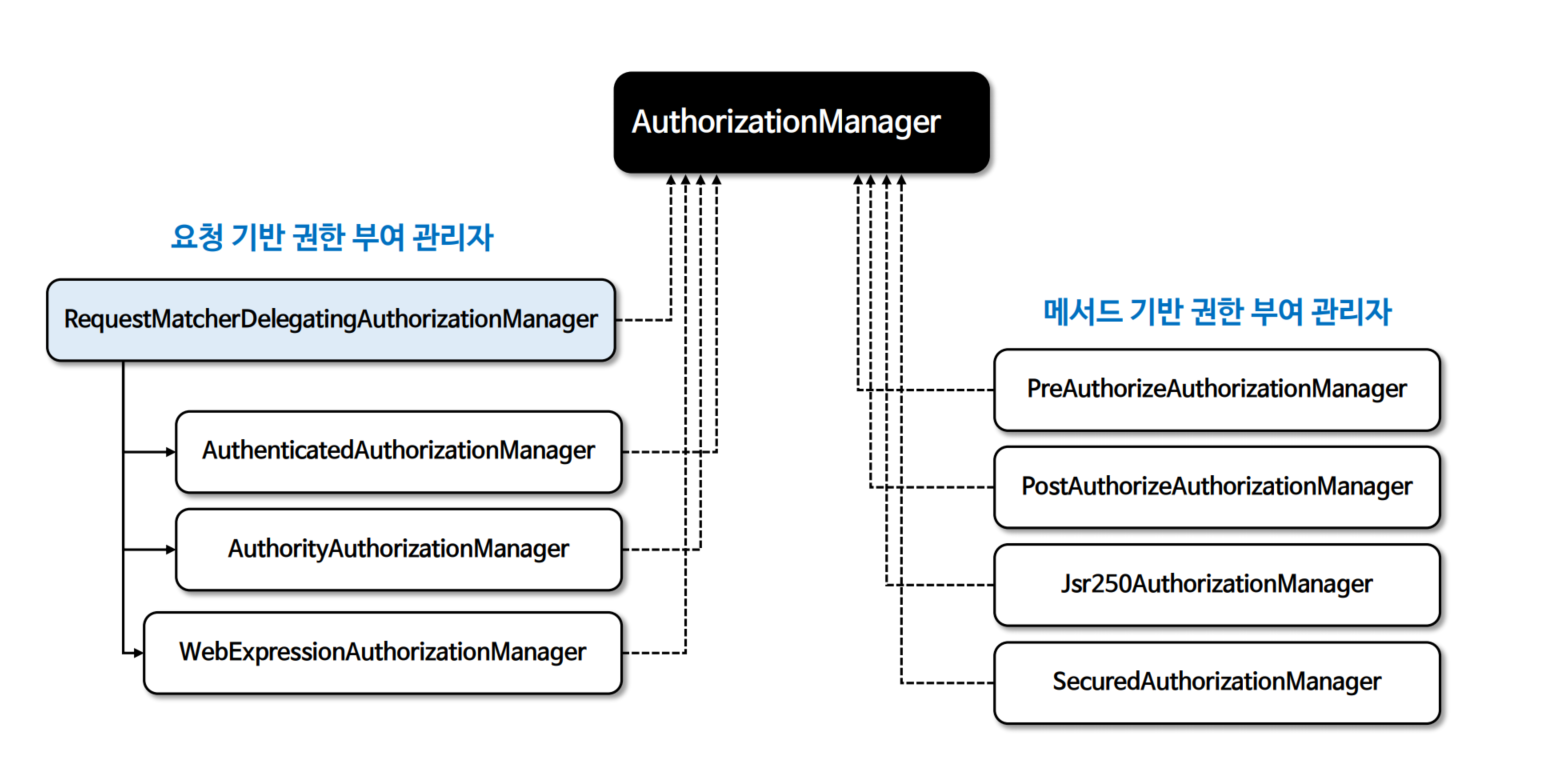 AuthorizationManager
요청 기반 권한 부여 관리자
RequestMatcherDelegatingAuthorizationManager
AuthenticatedAuthorizationManager
AuthorityAuthorizationManager
WebExpressionAuthorizationManager
메서드 기반 권한 부여 관리자
PreAuthorizeAuthorizationManager
PostAuthorizeAuthorizationManager
Jsr250AuthorizationManager
SecuredAuthorizationManager